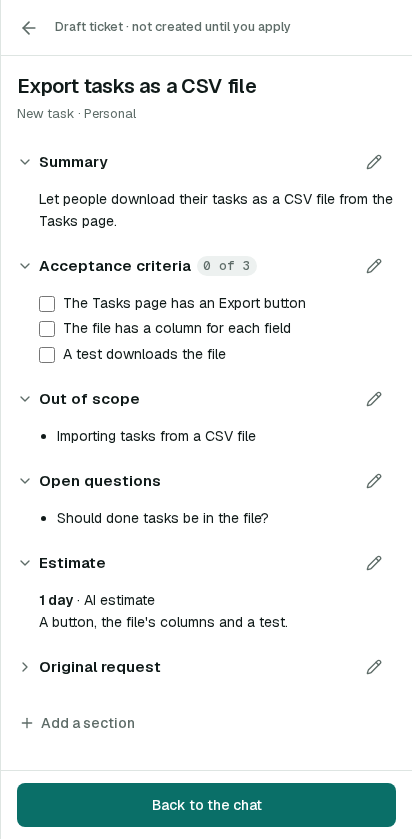 Draft ticket · not created until you apply
Export tasks as a CSV file
New task · Personal
Summary
Let people download their tasks as a CSV file from the
Tasks page.
Acceptance criteria 0 of 3
The Tasks page has an Export button
The file has a column for each field
A test downloads the file
Out of scope
Importing tasks from a CSV file
Open questions
Should done tasks be in the file?
Estimate
1 day · AI estimate
A button, the file's columns and a test.
Original request
Add a section
Back to the chat